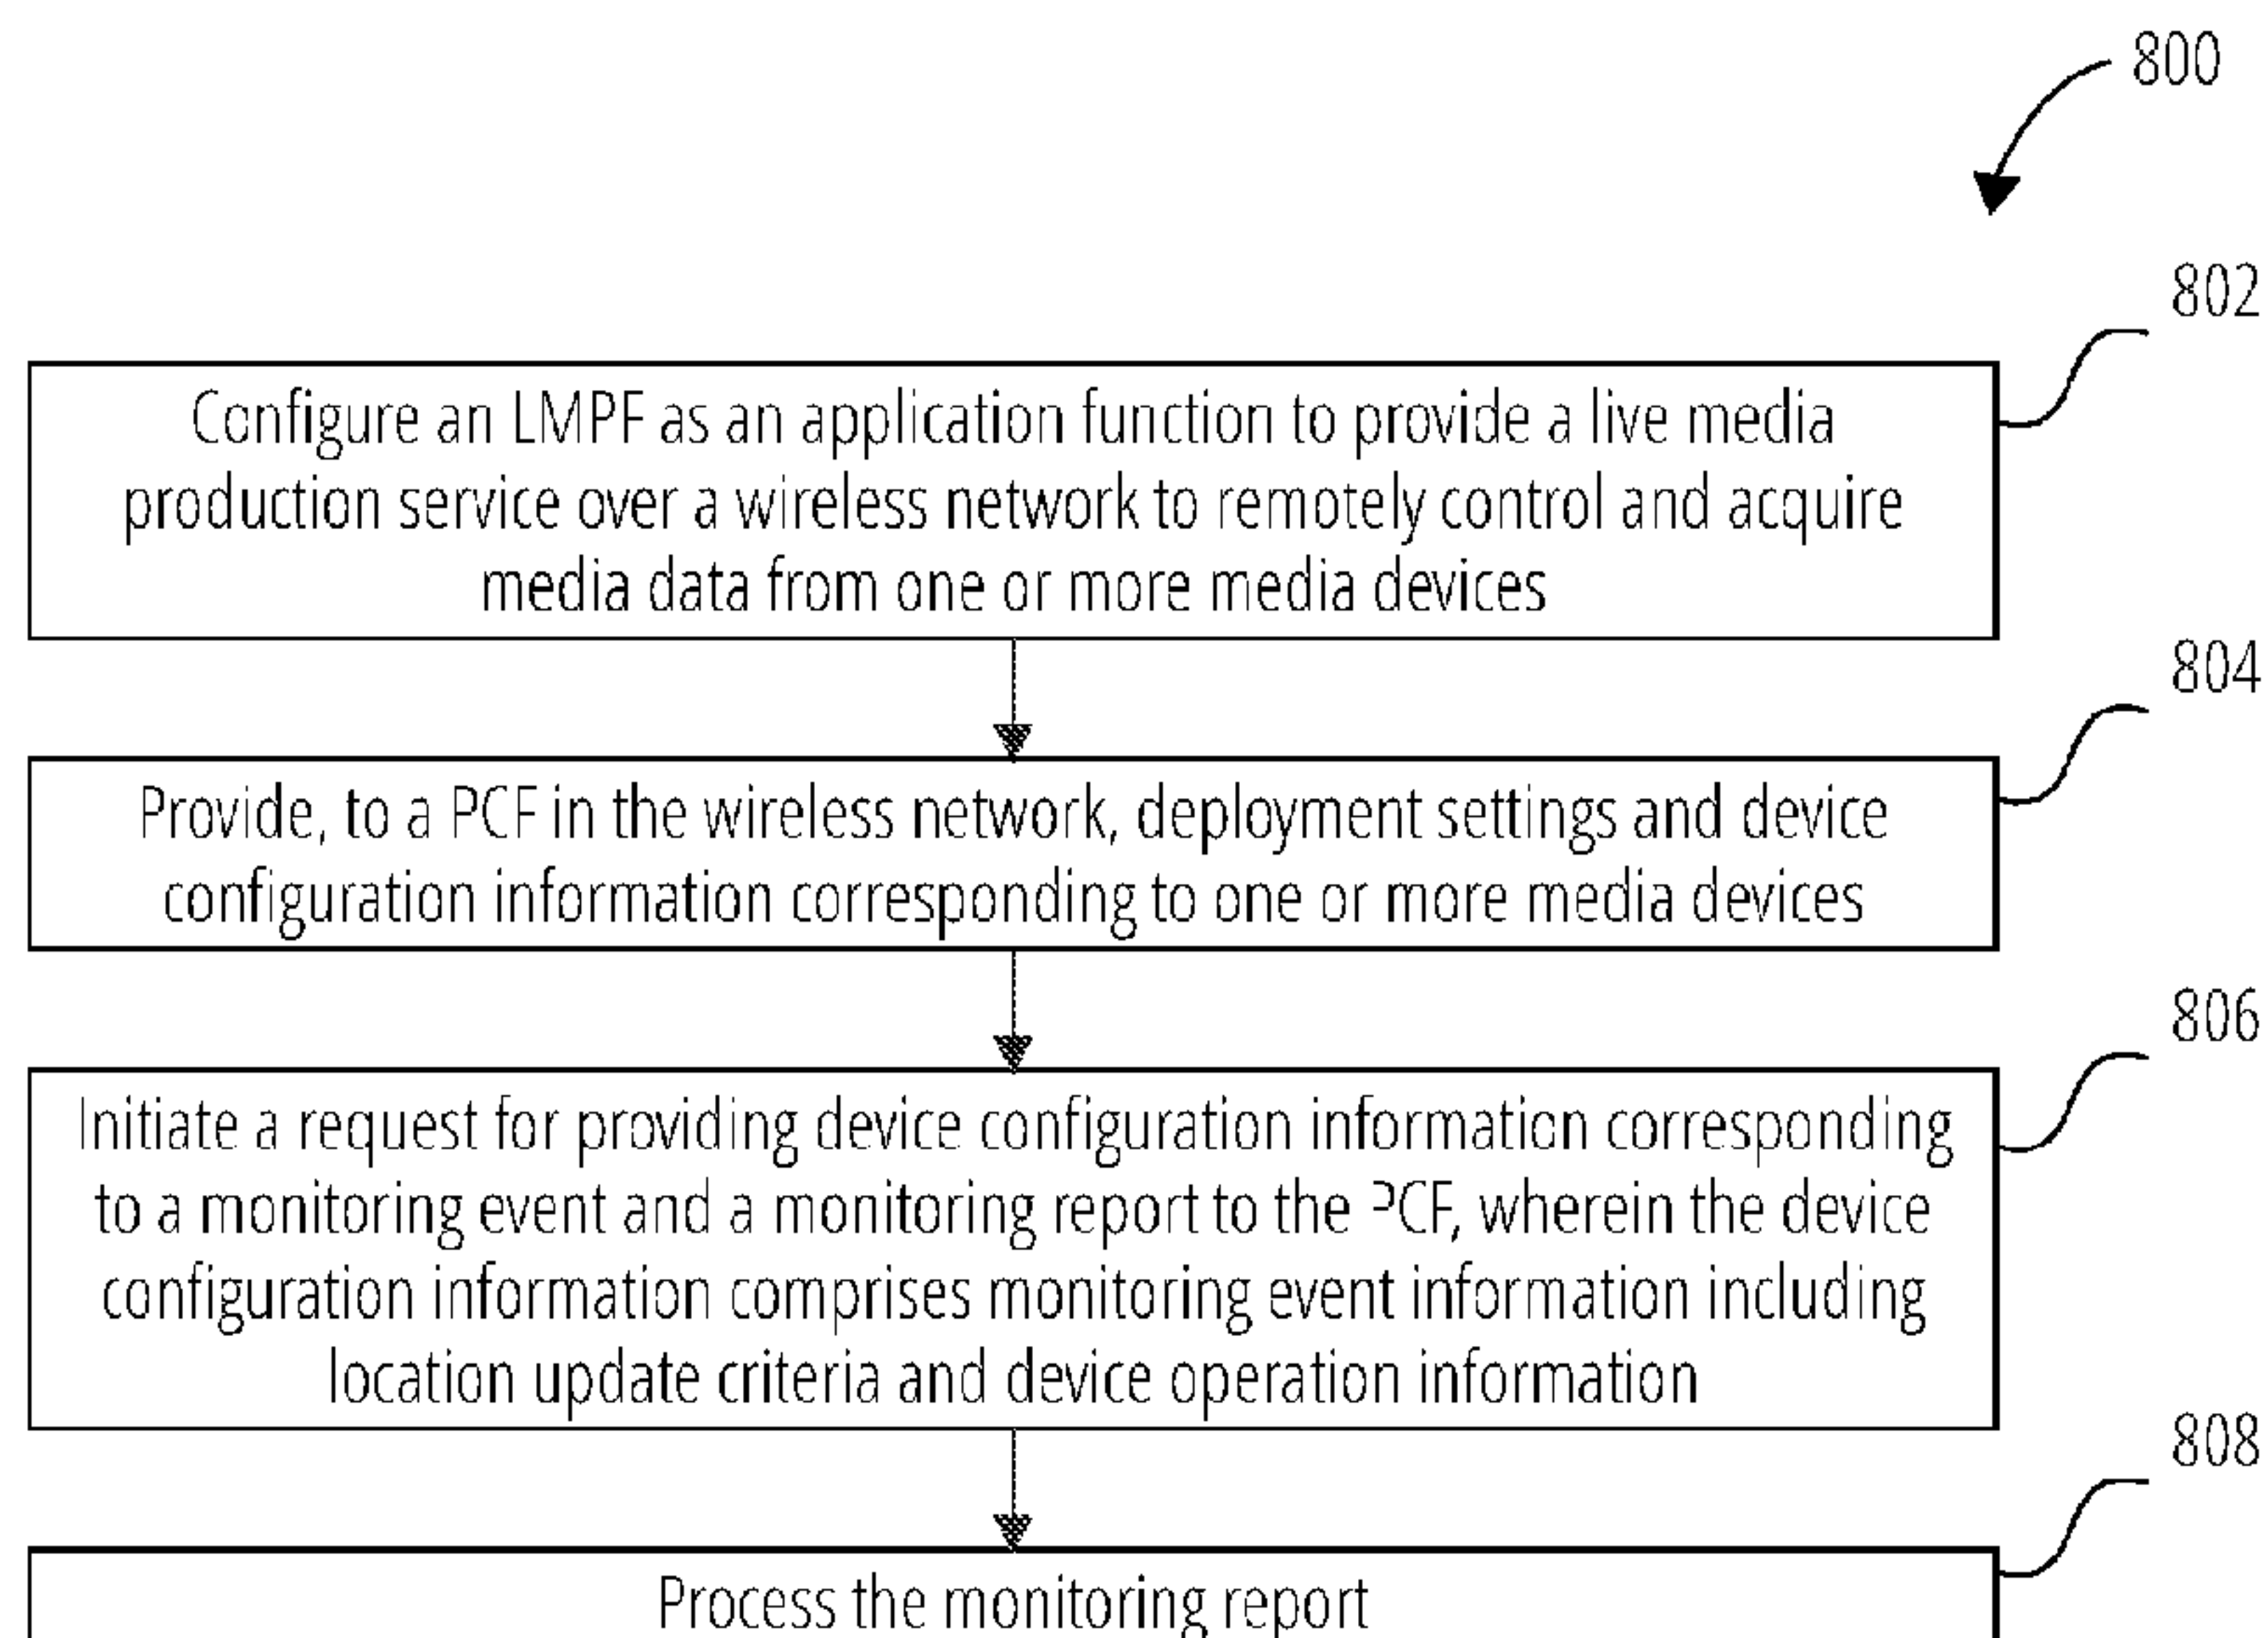 800
802
Configure an LMPF as an application function to provide a live media
production service over a wireless network to remotely control and acquire
media data from one or more media devices
804
Provide, to a PCF in the wireless network, deployment settings and device
configuration information corresponding to one or more media devices
806
Initiate a request for providing device configuration information corresponding
to a monitoring event and a monitoring report to the PCF, wherein the device
configuration information comprises monitoring event information including
location update criteria and device operation information
808
Process the monitoring report